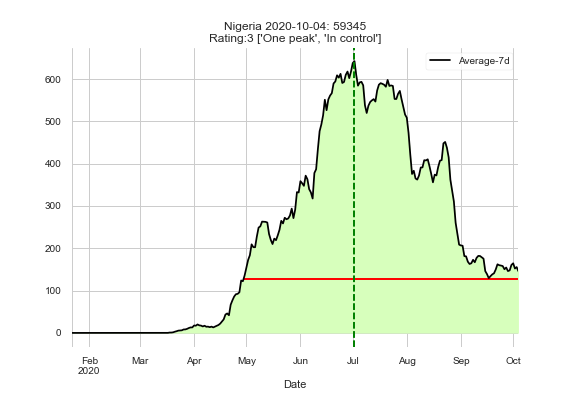 Nigeria 2020-10-04: 59345
Rating:3 ['One peak', 'In control']
Average-7d
600
500
400
300
200
100
0
Feb Mar Apr May Jun Jul Aug Sep Oct
2020
Date